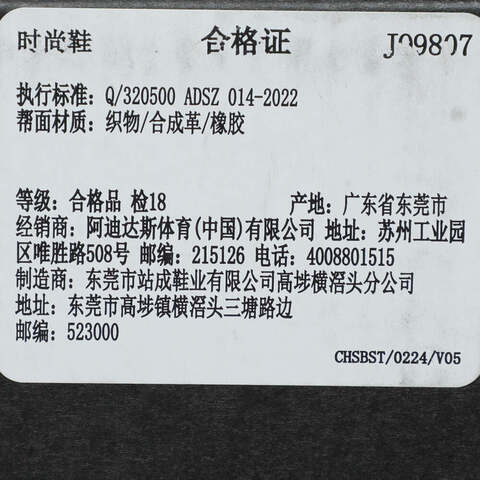 时尚鞋 合格证 J09807
执行标准: Q/320500 ADSZ 014-2022
帮面材质: 织物/合成革/橡胶
等级: 合格品 检18 产地: 广东省东莞市
经销商: 阿迪达斯体育(中国)有限公司 地址: 苏州工业园
区唯胜路508号 邮编: 215126 电话: 4008801515
制造商: 东莞市站成鞋业有限公司高埗横滘头分公司
地址: 东莞市高埗镇横滘头三塘路边
邮编: 523000
CHSBST/0224/V05